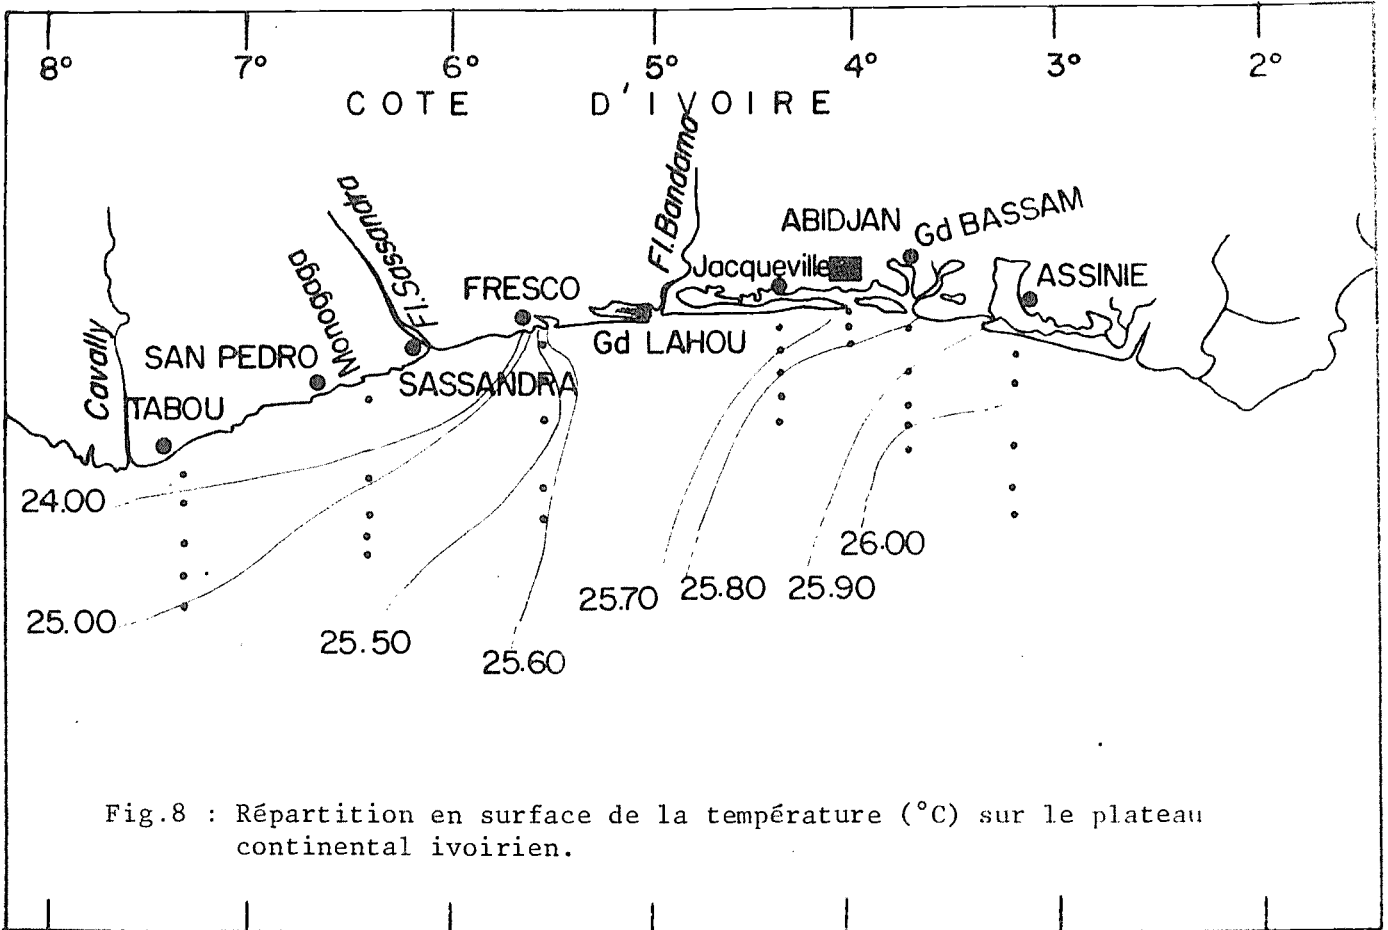 8° 7° 6° 5° 4° 3° 2°
COTE D'IVOIRE
Fl.Bandama
Fl.Sassandra
ABIDJAN
Gd BASSAM
Monogaga
FRESCO
Jacqueville
ASSINIE
Cavally
SAN PEDRO
Gd LAHOU
SASSANDRA
TABOU
24.00
26.00
25.70
25.80
25.90
25.00
25.50
25.60
Fig.8 : Répartition en surface de la température (°C) sur le plateau
continental ivoirien.